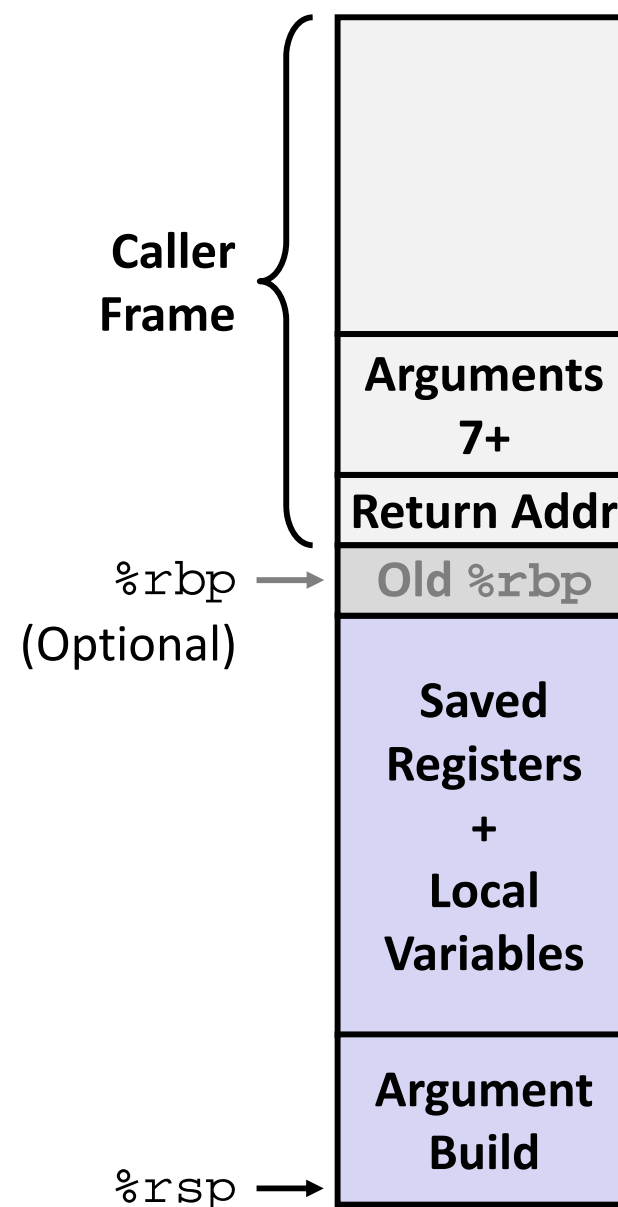 Caller
Frame
Arguments
7+
Return Addr
%rbp
(Optional)
Old %rbp
Saved
Registers
+
Local
Variables
Argument
Build
%rsp